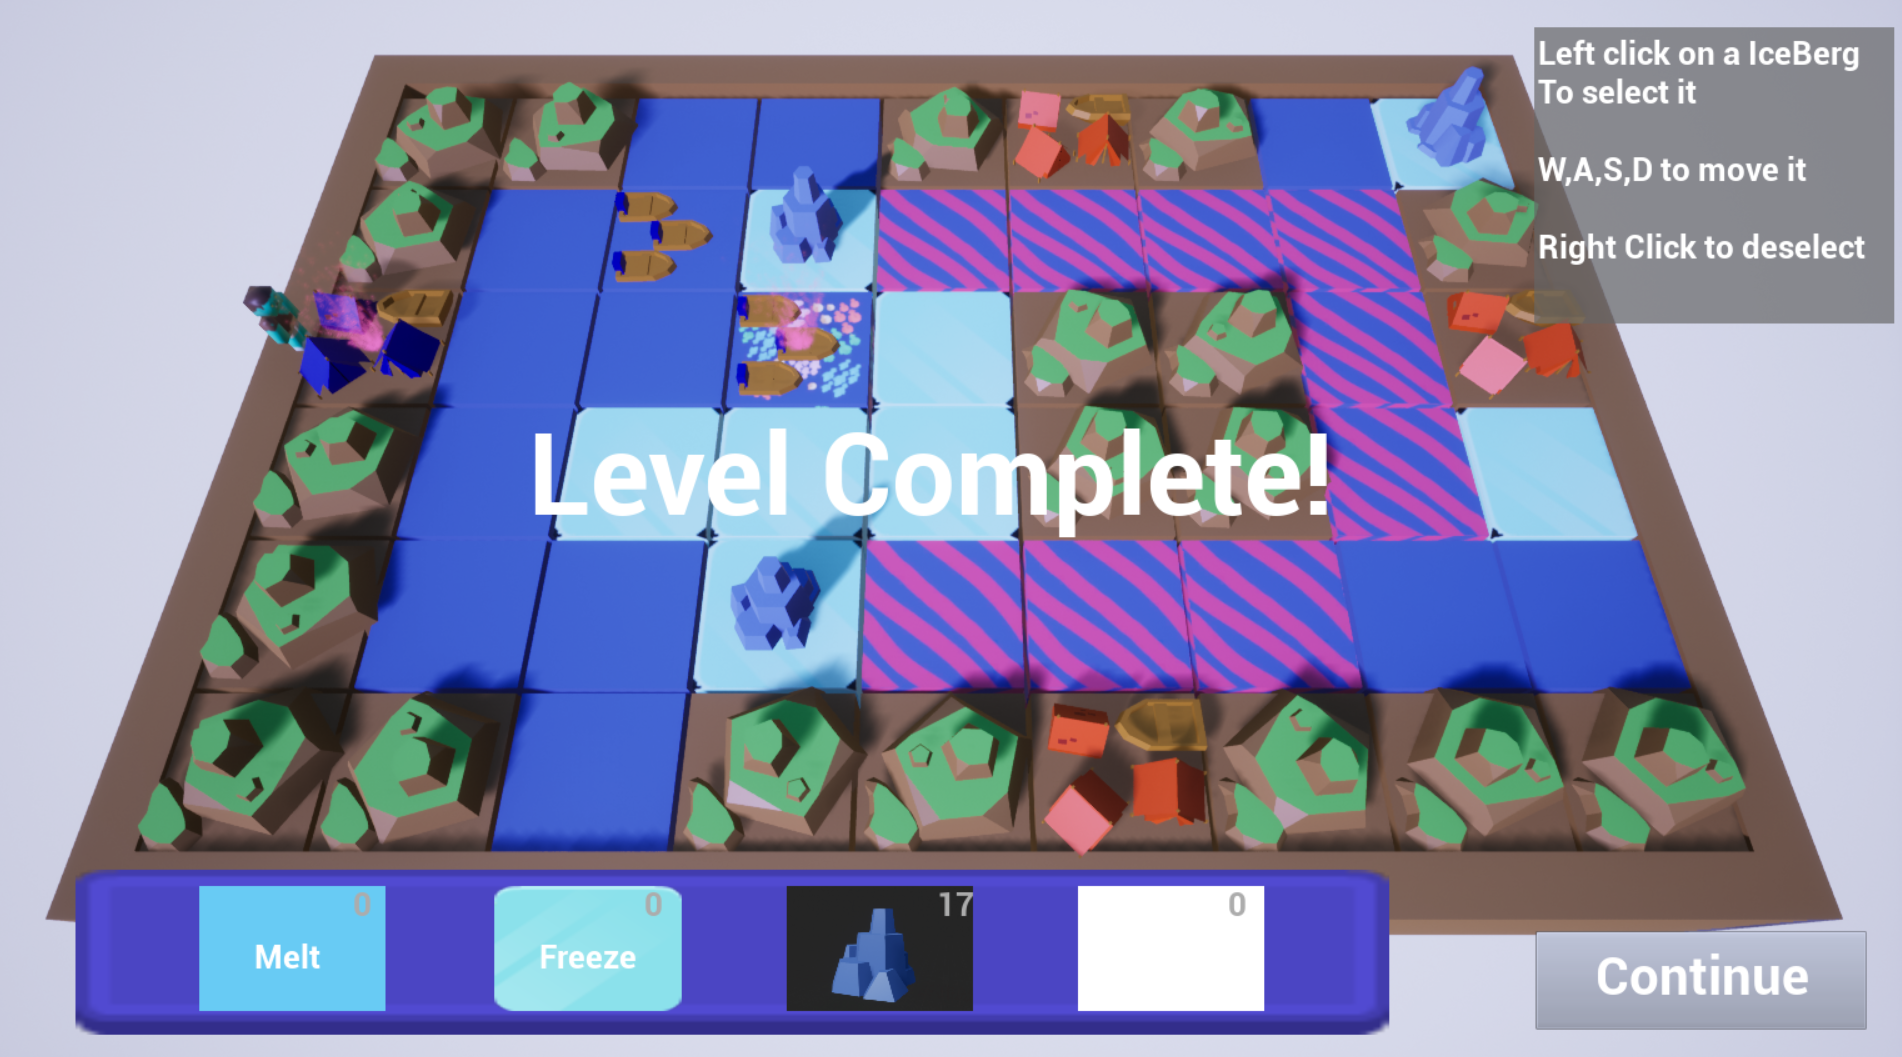 Left click on a IceBerg
To select it
W,A,S,D to move it
Right Click to deselect
Level Complete!
0
Melt
0
Freeze
17
0
Continue